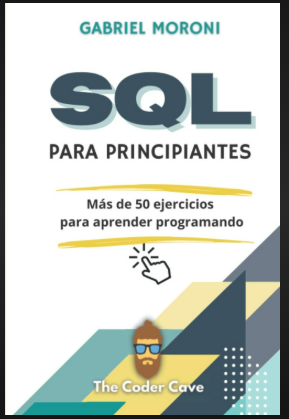 GABRIEL MORONI
SQL
PARA PRINCIPIANTES
Más de 50 ejercicios
para aprender programando
The Coder Cave